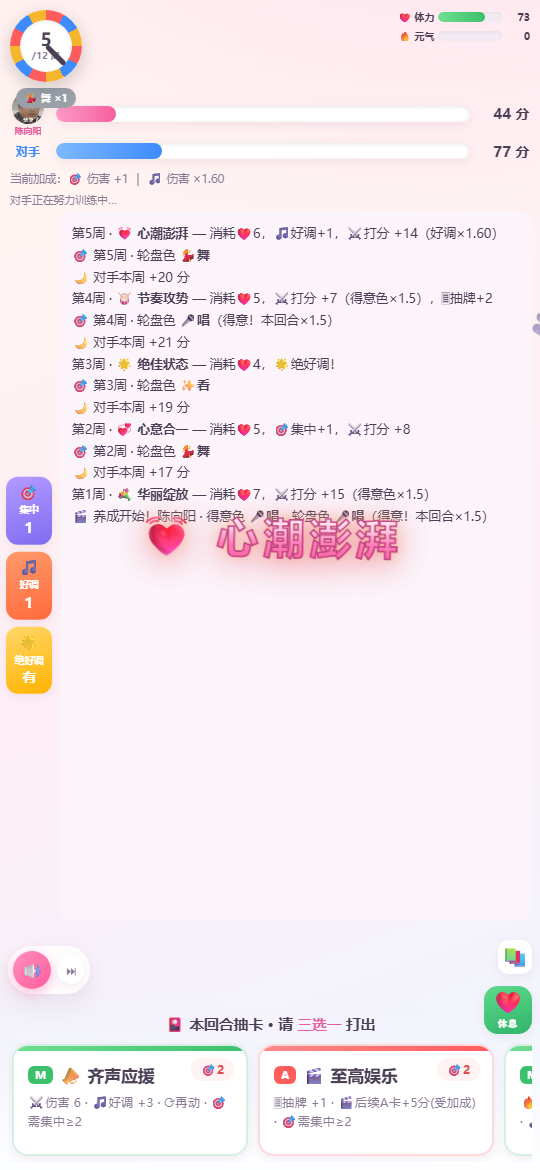 5
/12
体力 73
元气 0
舞 ×1
陈向阳
44 分
对手
77 分
当前加成: 伤害 +1 | 伤害 ×1.60
对手正在努力训练中...
第5周 · 心潮澎湃 — 消耗6, 好调+1, 打分 +14（好调×1.60）
第5周 · 轮盘色 舞
对手本周 +20 分
第4周 · 节奏攻势 — 消耗5, 打分 +7（得意色×1.5）, 抽牌+2
第4周 · 轮盘色 唱（得意！本回合×1.5）
对手本周 +21 分
第3周 · 绝佳状态 — 消耗4, 绝好调!
第3周 · 轮盘色
对手本周 +19 分
第2周 · 心意合一 — 消耗5, 集中+1, 打分 +8
第2周 · 轮盘色 舞
对手本周 +17 分
第1周 · 华丽绽放 — 消耗7, 打分 +15（得意色×1.5）
养成开始！陈向阳 · 得意色 唱 轮盘色 唱（得意！本回合×1.5）
心潮澎湃
集中
1
好调
1
绝好调
有
休息
本回合抽卡 • 请 三选一 打出
M 齐声应援 2
伤害 6 · 好调 +3 · 再动 ·
需集中≥2
A 至高娱乐 2
抽牌 +1 · 后续A卡+5分(受加成)
· 需集中≥2